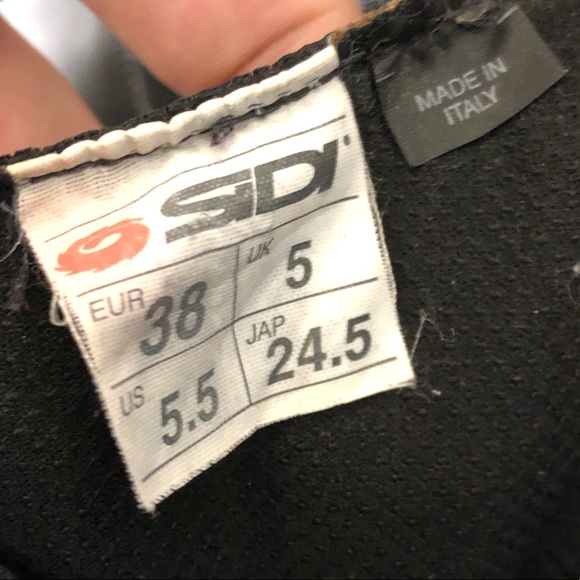 MADE IN
ITALY
SIDI
EUR 38 UK 5
US 5.5 JAP 24.5